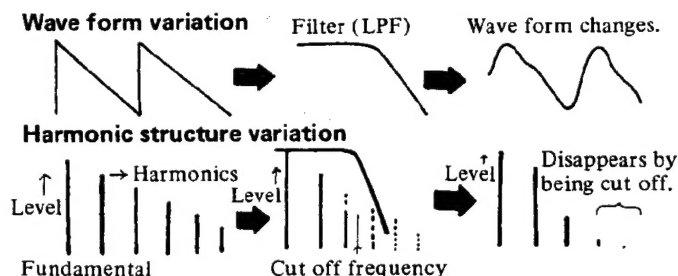 Wave form variation
Filter (LPF)
Wave form changes.
Harmonic structure variation
→ Harmonics
↑
Level
Fundamental
↑
Level
Cut off frequency
↑
Level
Disappears by
being cut off.